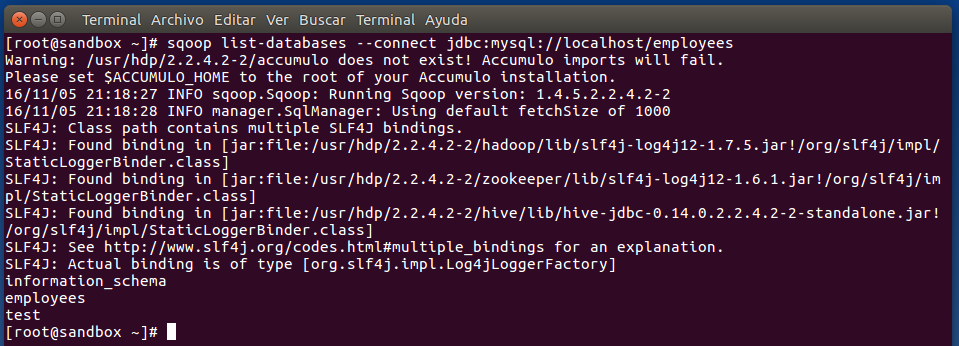 Terminal Archivo Editar Ver Buscar Terminal Ayuda
[root@sandbox ~]# sqoop list-databases --connect jdbc:mysql://localhost/employees
Warning: /usr/hdp/2.2.4.2-2/accumulo does not exist! Accumulo imports will fail.
Please set $ACCUMULO_HOME to the root of your Accumulo installation.
16/11/05 21:18:27 INFO sqoop.Sqoop: Running Sqoop version: 1.4.5.2.2.4.2-2
16/11/05 21:18:28 INFO manager.SqlManager: Using default fetchSize of 1000
SLF4J: Class path contains multiple SLF4J bindings.
SLF4J: Found binding in [jar:file:/usr/hdp/2.2.4.2-2/hadoop/lib/slf4j-log4j12-1.7.5.jar!/org/slf4j/impl/
StaticLoggerBinder.class]
SLF4J: Found binding in [jar:file:/usr/hdp/2.2.4.2-2/zookeeper/lib/slf4j-log4j12-1.6.1.jar!/org/slf4j/im
pl/StaticLoggerBinder.class]
SLF4J: Found binding in [jar:file:/usr/hdp/2.2.4.2-2/hive/lib/hive-jdbc-0.14.0.2.2.4.2-2-standalone.jar!
/org/slf4j/impl/StaticLoggerBinder.class]
SLF4J: See http://www.slf4j.org/codes.html#multiple_bindings for an explanation.
SLF4J: Actual binding is of type [org.slf4j.impl.Log4jLoggerFactory]
information_schema
employees
test
[root@sandbox ~]#